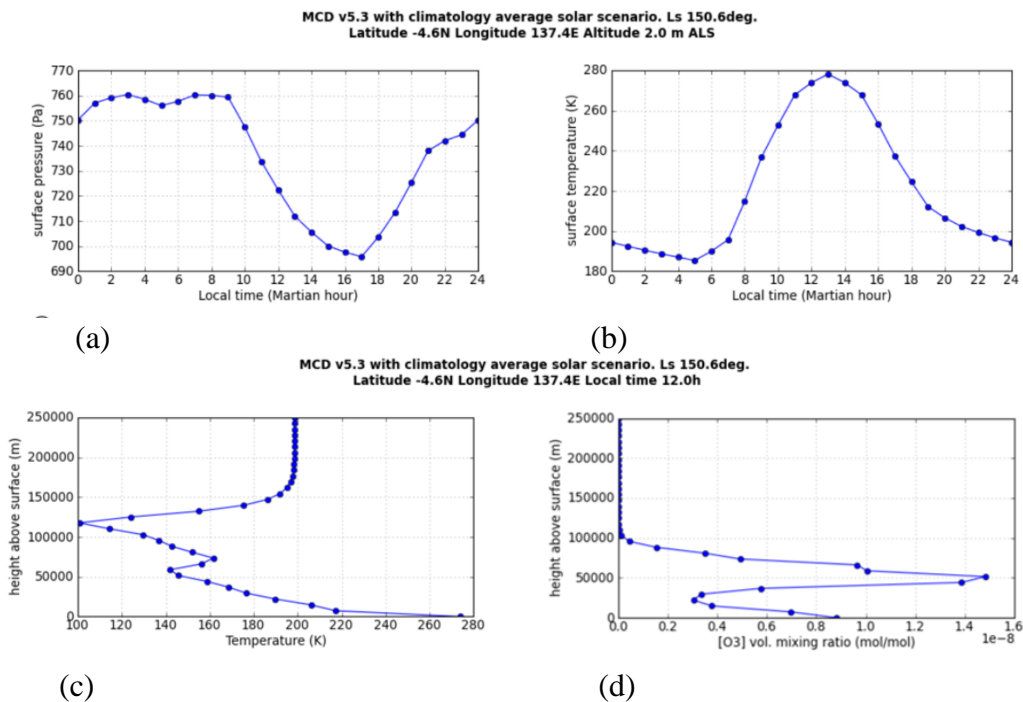 MCD v5.3 with climatology average solar scenario. Ls 150.6deg.
Latitude -4.6N Longitude 137.4E Altitude 2.0 m ALS
770
760
750
740
730
720
710
700
690
surface pressure (Pa)
0 2 4 6 8 10 12 14 16 18 20 22 24
Local time (Martian hour)
280
260
240
220
200
180
surface temperature (K)
0 2 4 6 8 10 12 14 16 18 20 22 24
Local time (Martian hour)
(a)
(b)
MCD v5.3 with climatology average solar scenario. Ls 150.6deg.
Latitude -4.6N Longitude 137.4E Local time 12.0h
250000
200000
150000
100000
50000
0
height above surface (m)
100 120 140 160 180 200 220 240 260 280
Temperature (K)
250000
200000
150000
100000
50000
0
height above surface (m)
0.0 0.2 0.4 0.6 0.8 1.0 1.2 1.4 1.6
1e−8
[O3] vol. mixing ratio (mol/mol)
(c)
(d)